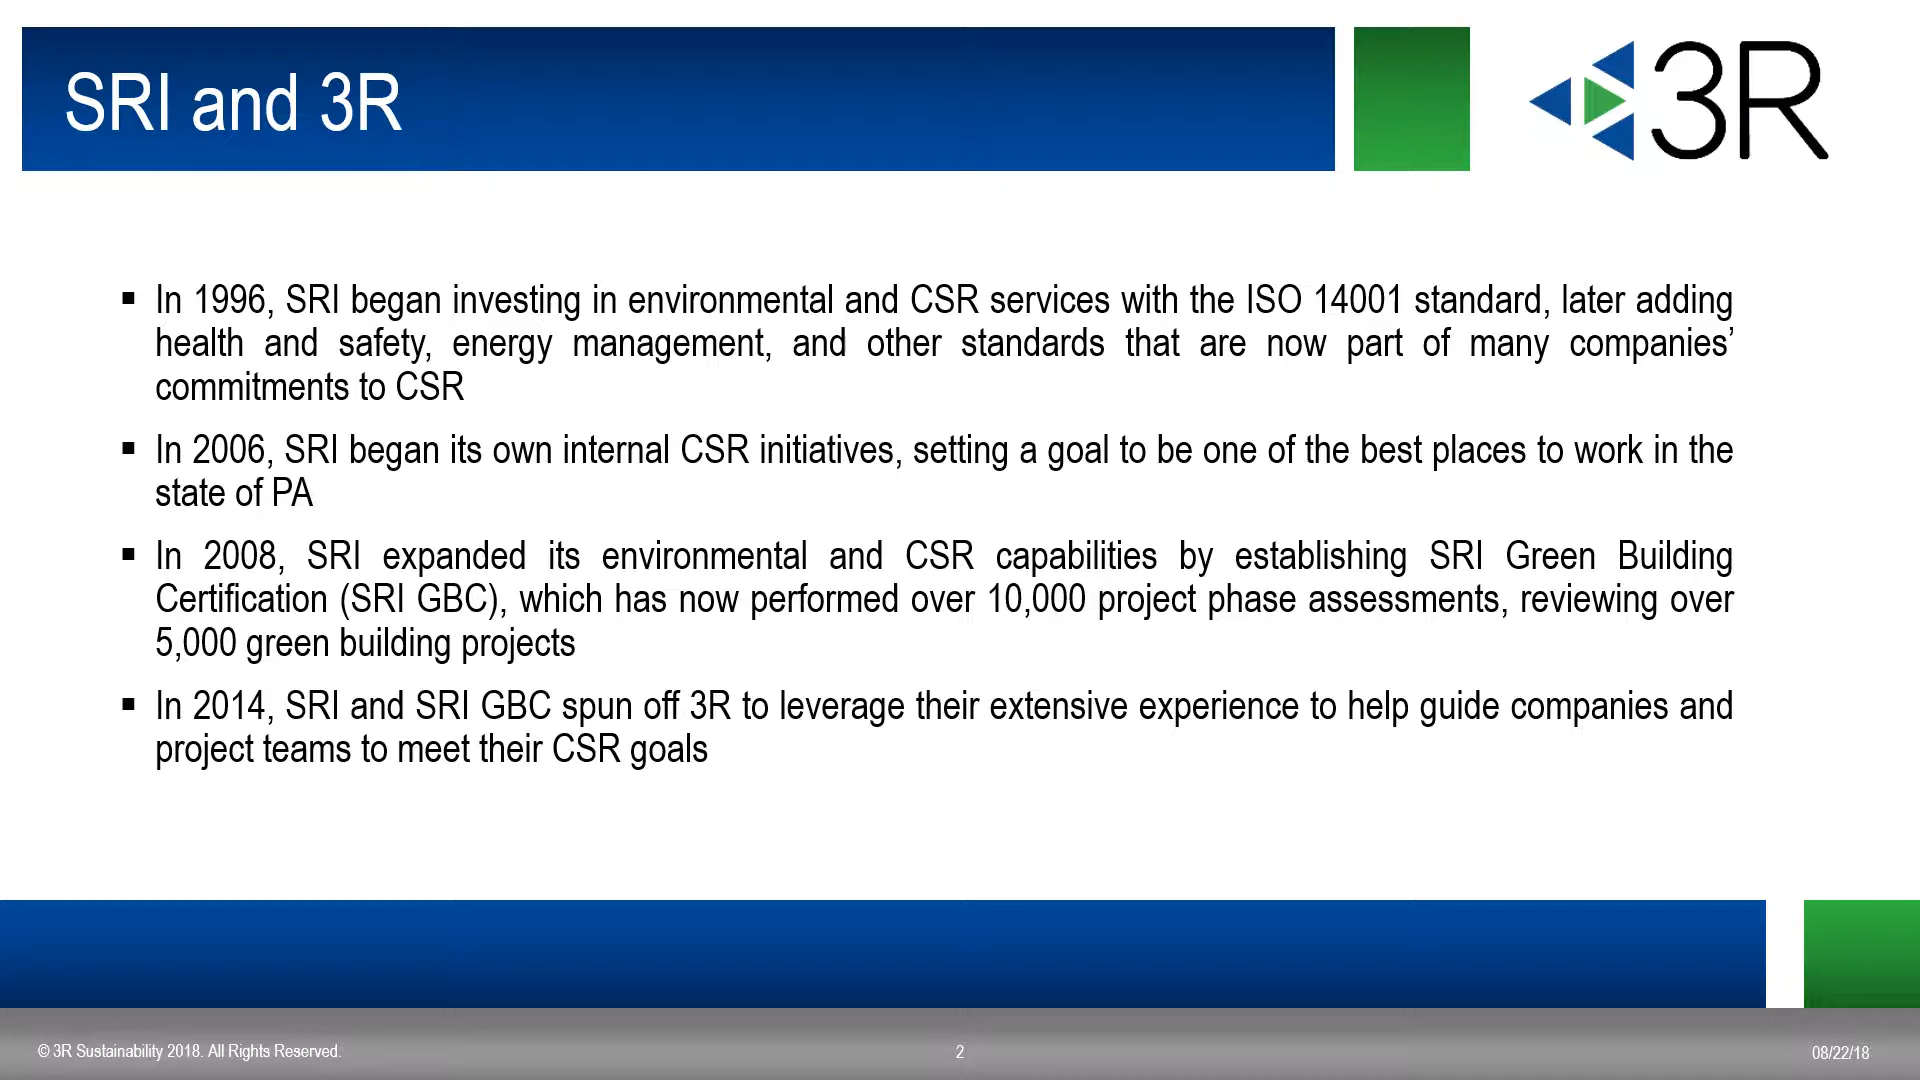 SRI and 3R
3R
▪ In 1996, SRI began investing in environmental and CSR services with the ISO 14001 standard, later adding
health and safety, energy management, and other standards that are now part of many companies’
commitments to CSR
▪ In 2006, SRI began its own internal CSR initiatives, setting a goal to be one of the best places to work in the
state of PA
▪ In 2008, SRI expanded its environmental and CSR capabilities by establishing SRI Green Building
Certification (SRI GBC), which has now performed over 10,000 project phase assessments, reviewing over
5,000 green building projects
▪ In 2014, SRI and SRI GBC spun off 3R to leverage their extensive experience to help guide companies and
project teams to meet their CSR goals
© 3R Sustainability 2018. All Rights Reserved.
2
08/22/18